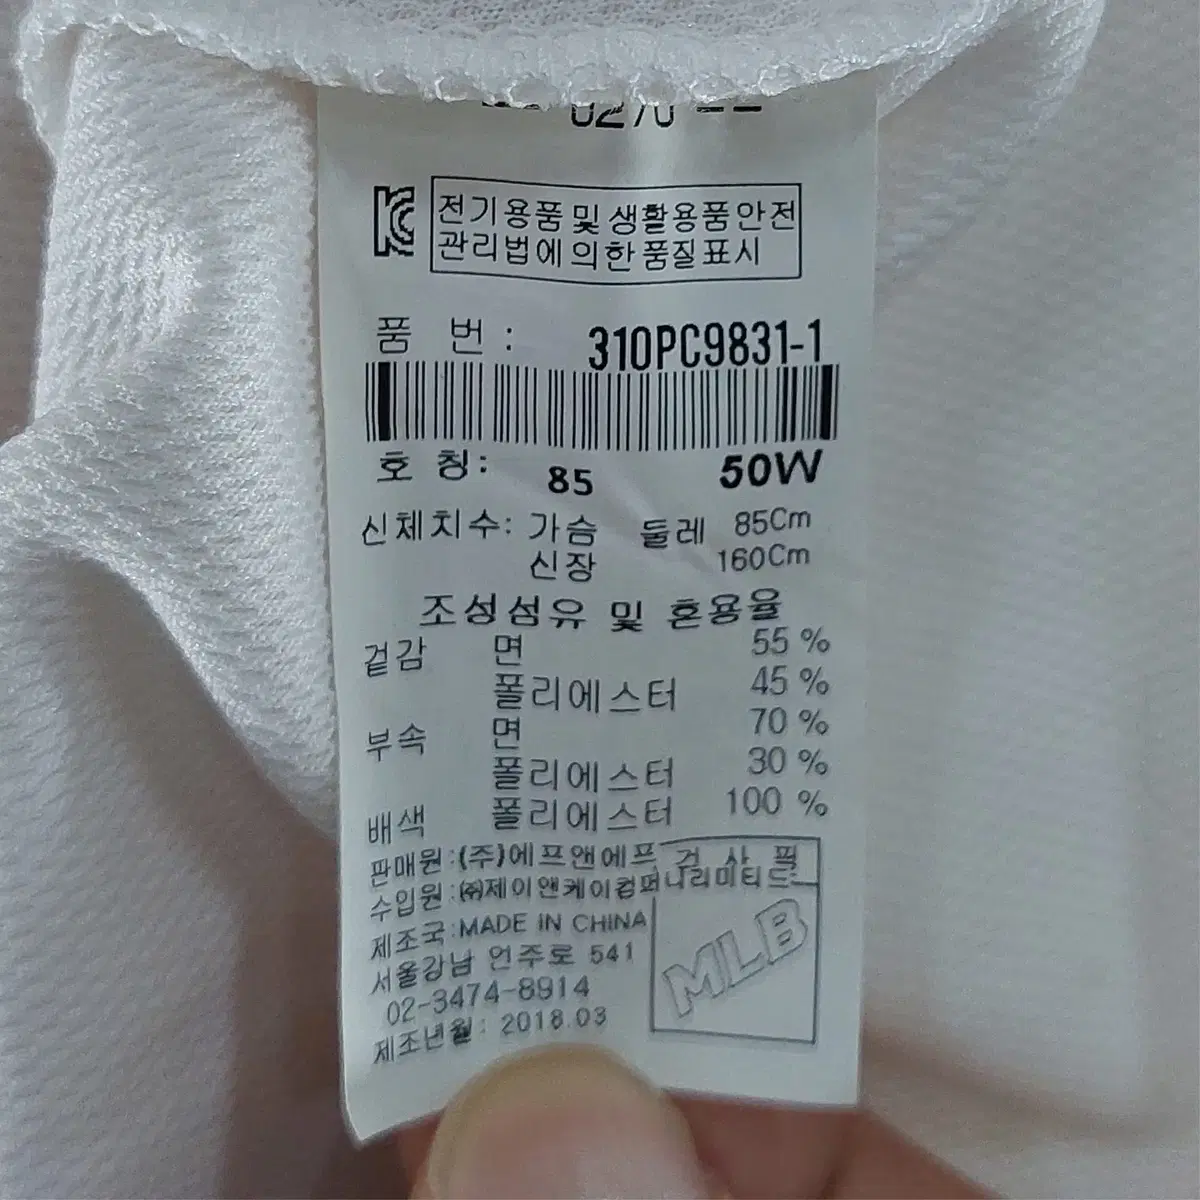 0270
KC 전기용품 및 생활용품안전
관리법에의한품질표시
품 번 : 310PC9831-1
호 칭: 85 50W
신체치수: 가슴 둘레 85Cm
신장 160Cm
조성섬유 및 혼용율
겉감 면 55 %
폴리에스터 45 %
부속 면 70 %
폴리에스터 30 %
배색 폴리에스터 100 %
판매원:(주)에프앤에프 검 사 필
수입원:㈜제이앤케이컴퍼니리미티드
제조국:MADE IN CHINA
서울강남 언주로 541
02-3474-8914
제조년월: 2018.03
MLB